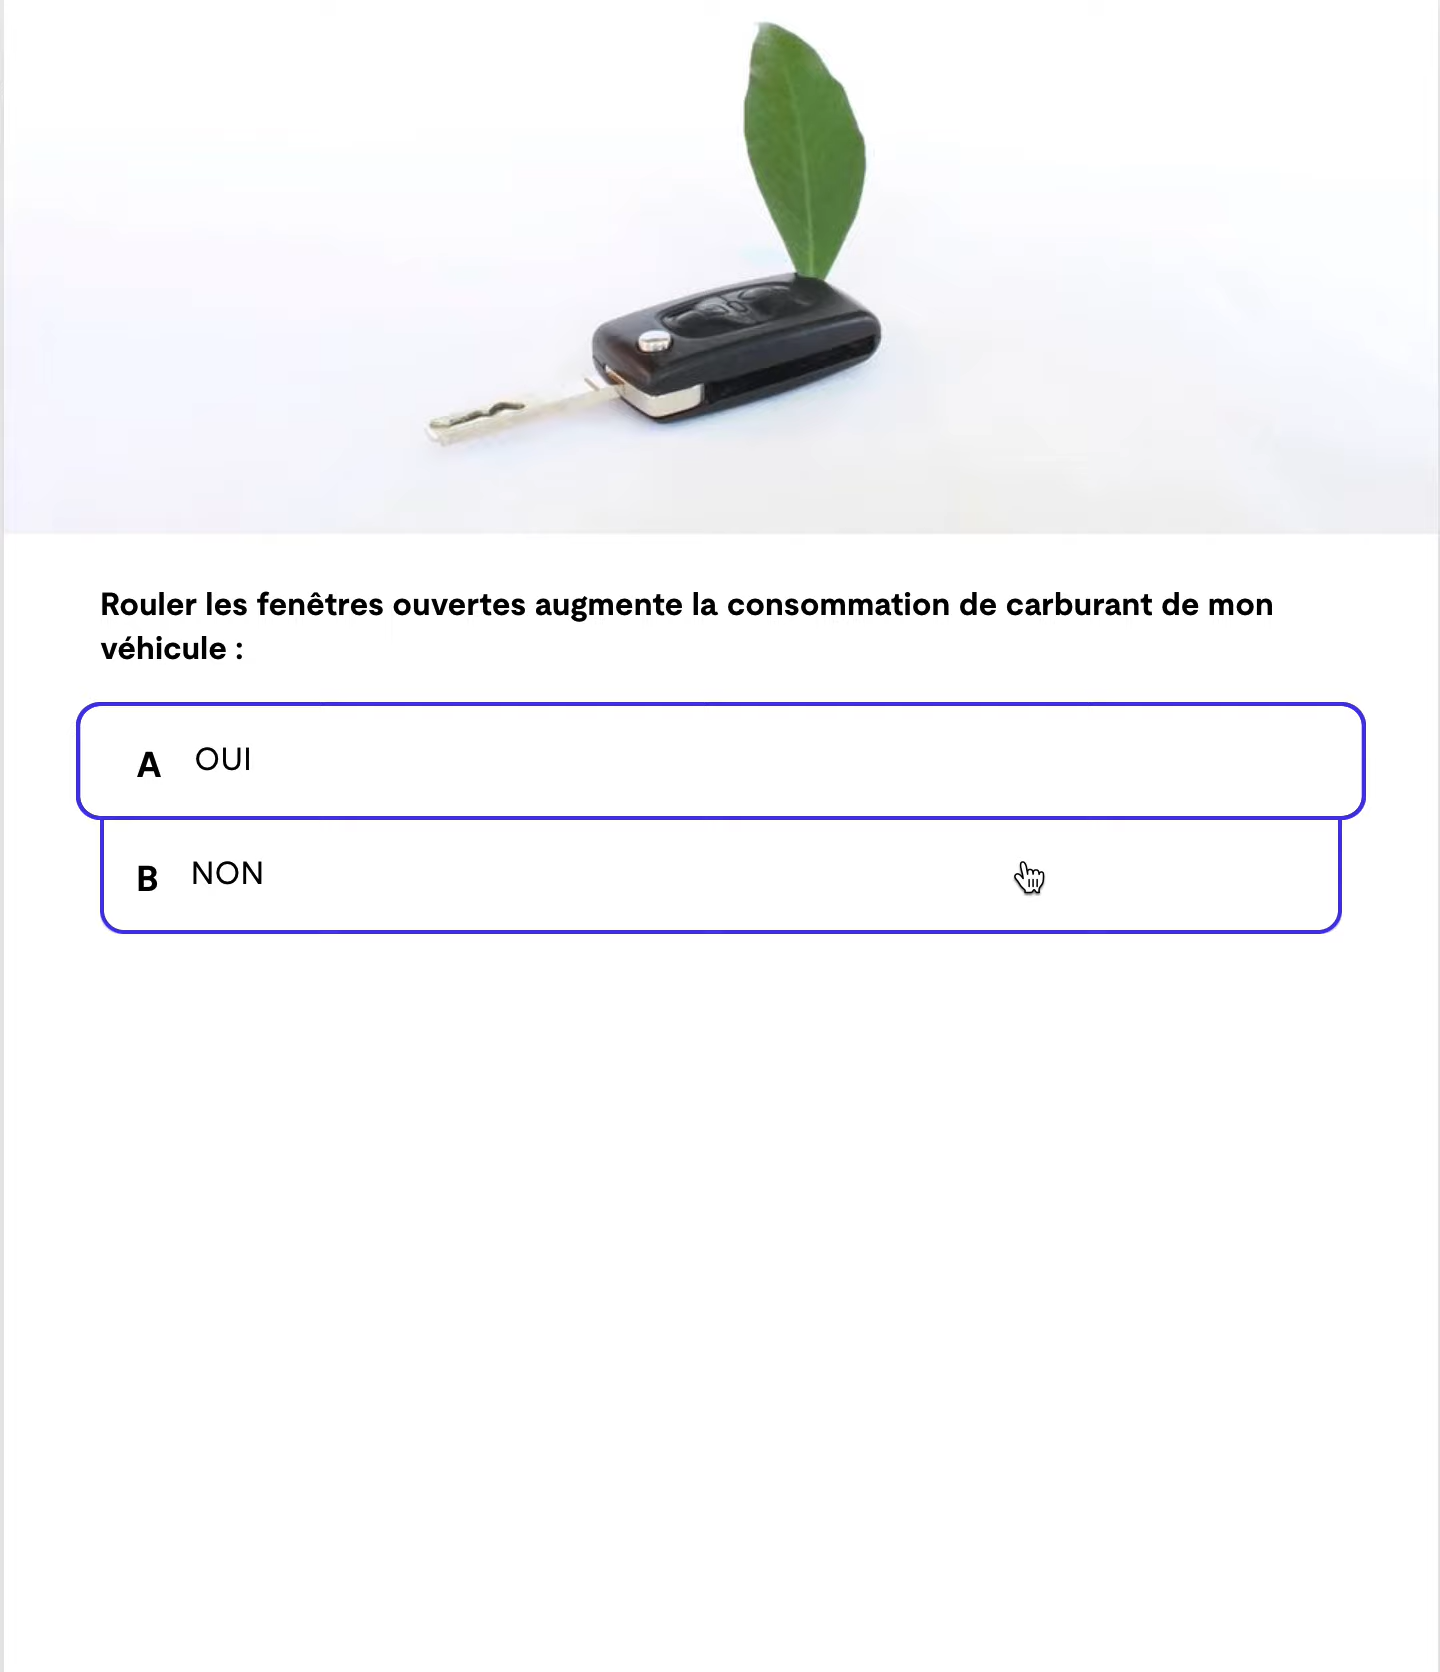 Rouler les fenêtres ouvertes augmente la consommation de carburant de mon
véhicule :
A OUI
B NON